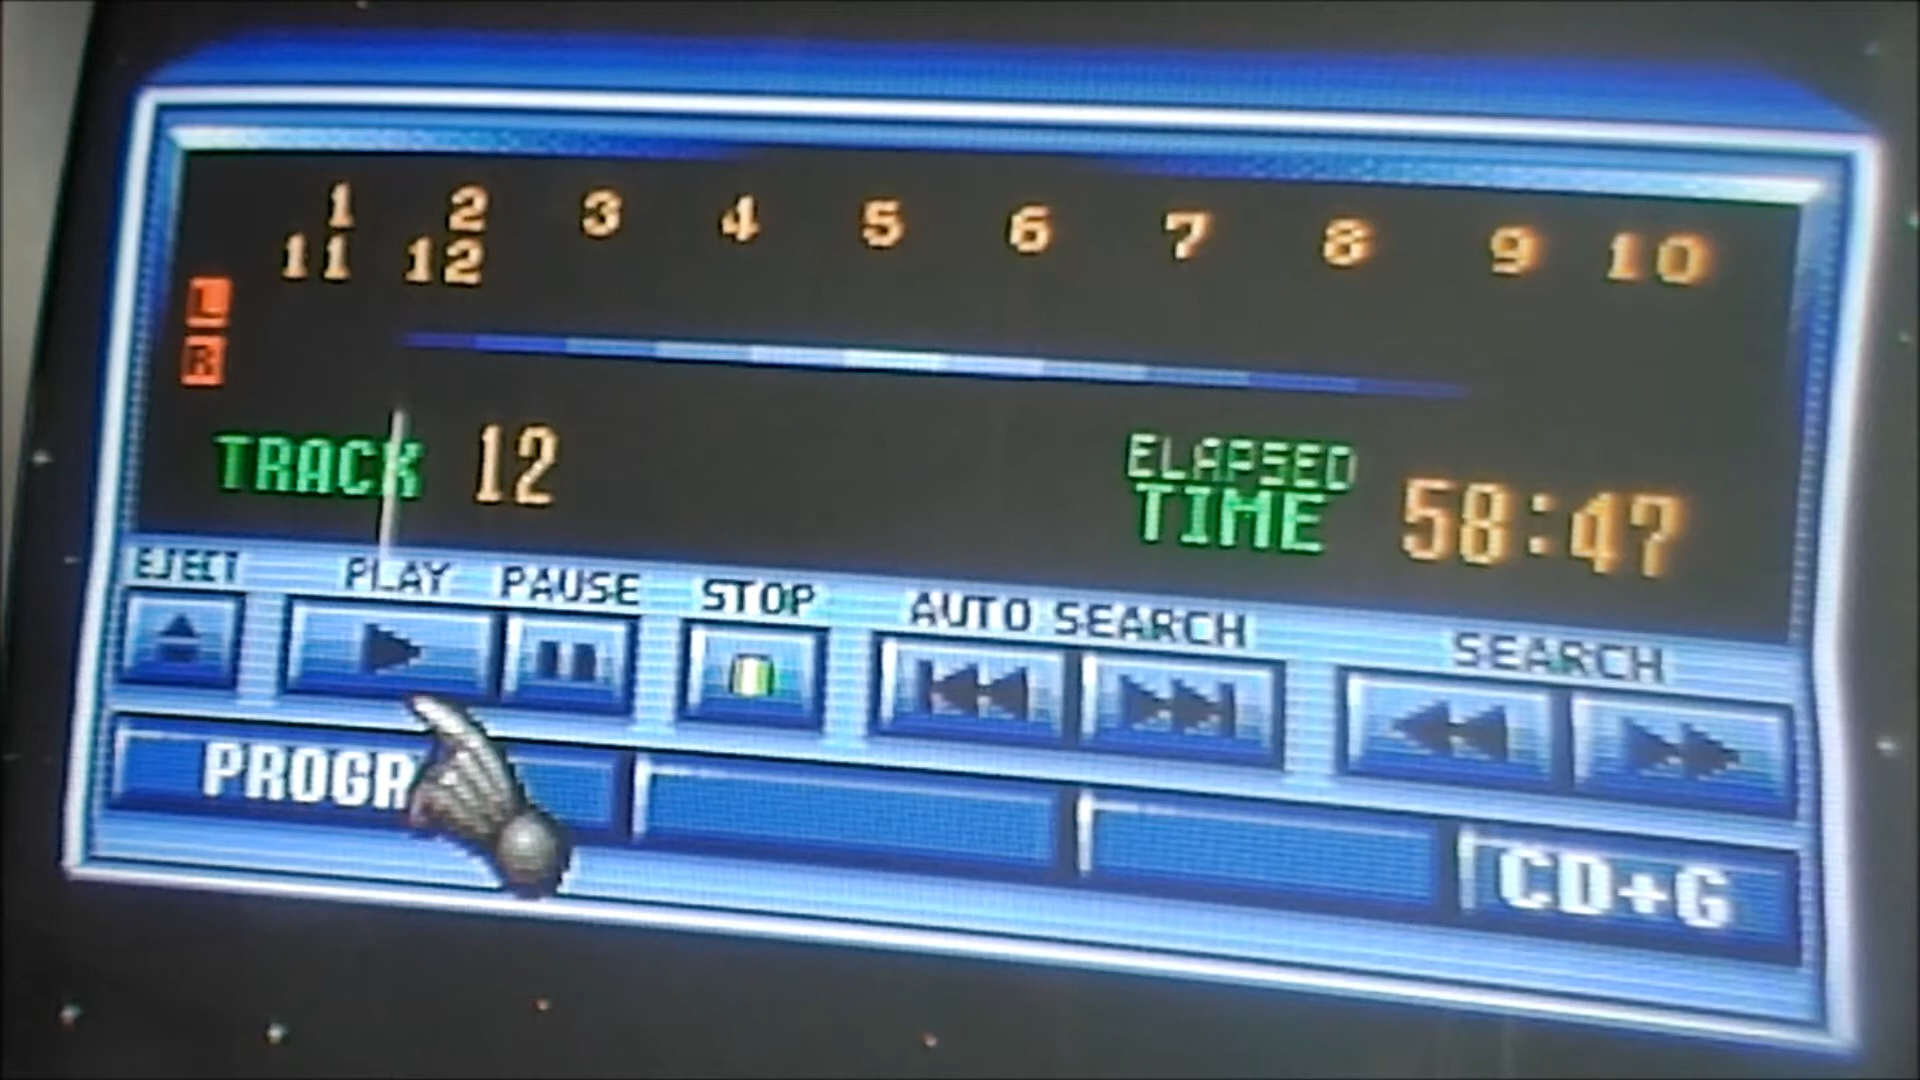 1 2 3 4 5 6 7 8 9 10
11 12
L
R
TRACK 12
ELAPSED
TIME 58:47
EJECT PLAY PAUSE STOP AUTO SEARCH SEARCH
PROGR
CD+G